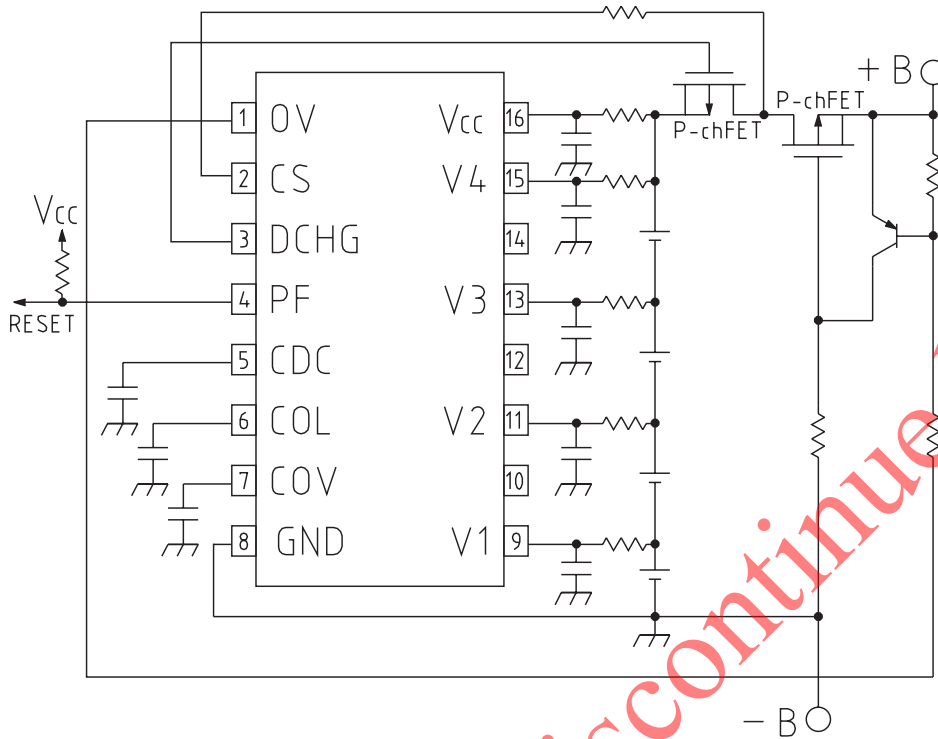 + B
P-chFET
P-chFET
1 OV
Vcc 16
2 CS
V4 15
Vcc
3 DCHG
14
4 PF
V3 13
RESET
5 CDC
12
6 COL
V2 11
7 COV
10
8 GND
V1 9
- B
iscontinue